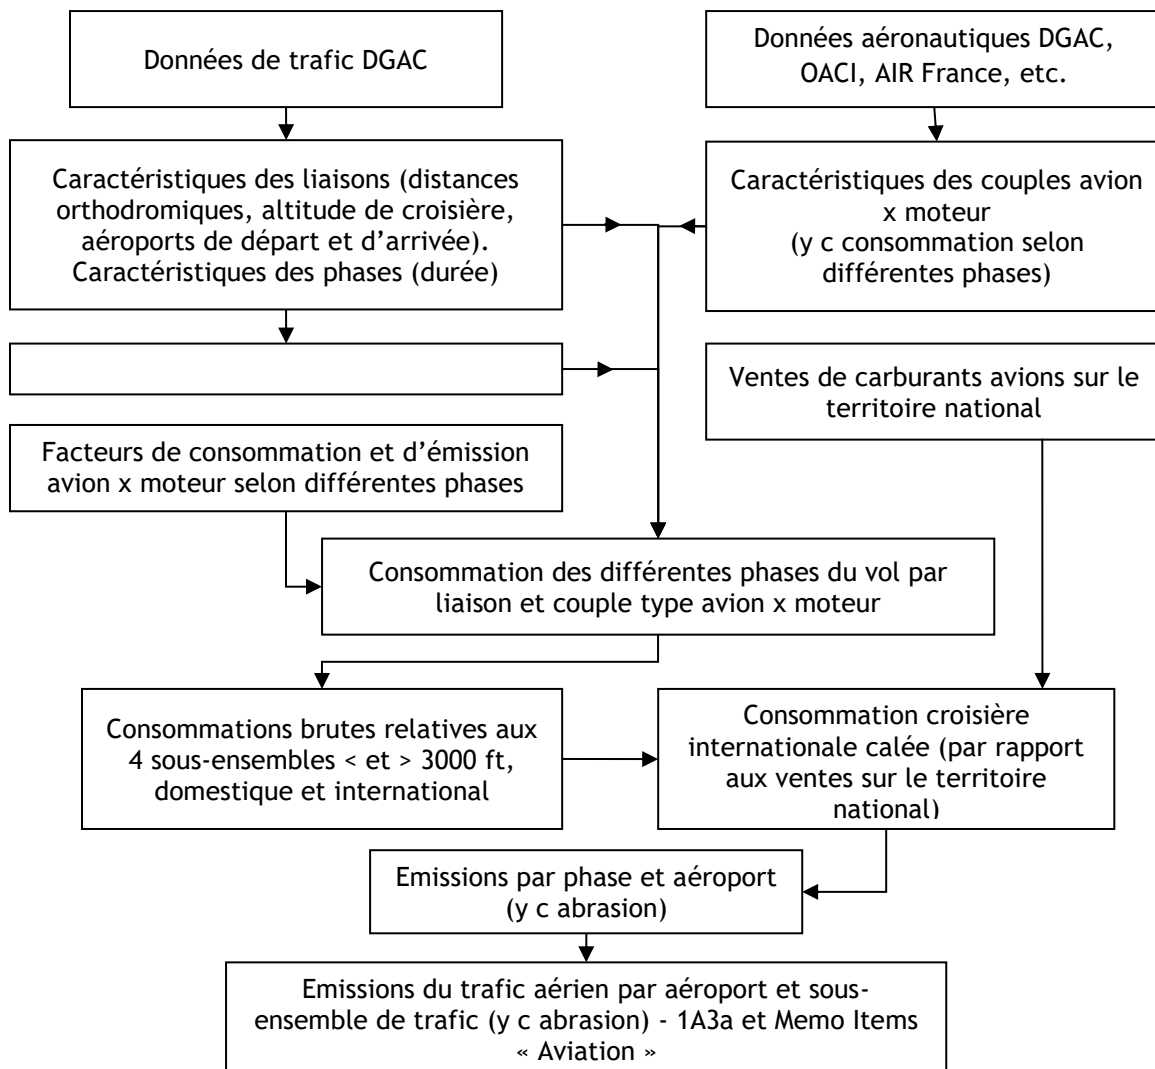 Données de trafic DGAC
Données aéronautiques DGAC,
OACI, AIR France, etc.
Caractéristiques des liaisons (distances
orthodromiques, altitude de croisière,
aéroports de départ et d’arrivée).
Caractéristiques des phases (durée)
Caractéristiques des couples avion
x moteur
(y c consommation selon
différentes phases)
Ventes de carburants avions sur le
territoire national
Facteurs de consommation et d’émission
avion x moteur selon différentes phases
Consommation des différentes phases du vol par
liaison et couple type avion x moteur
Consommations brutes relatives aux
4 sous-ensembles < et > 3000 ft,
domestique et international
Consommation croisière
internationale calée (par rapport
aux ventes sur le territoire
national)
Emissions par phase et aéroport
(y c abrasion)
Emissions du trafic aérien par aéroport et sous-
ensemble de trafic (y c abrasion) - 1A3a et Memo Items
« Aviation »